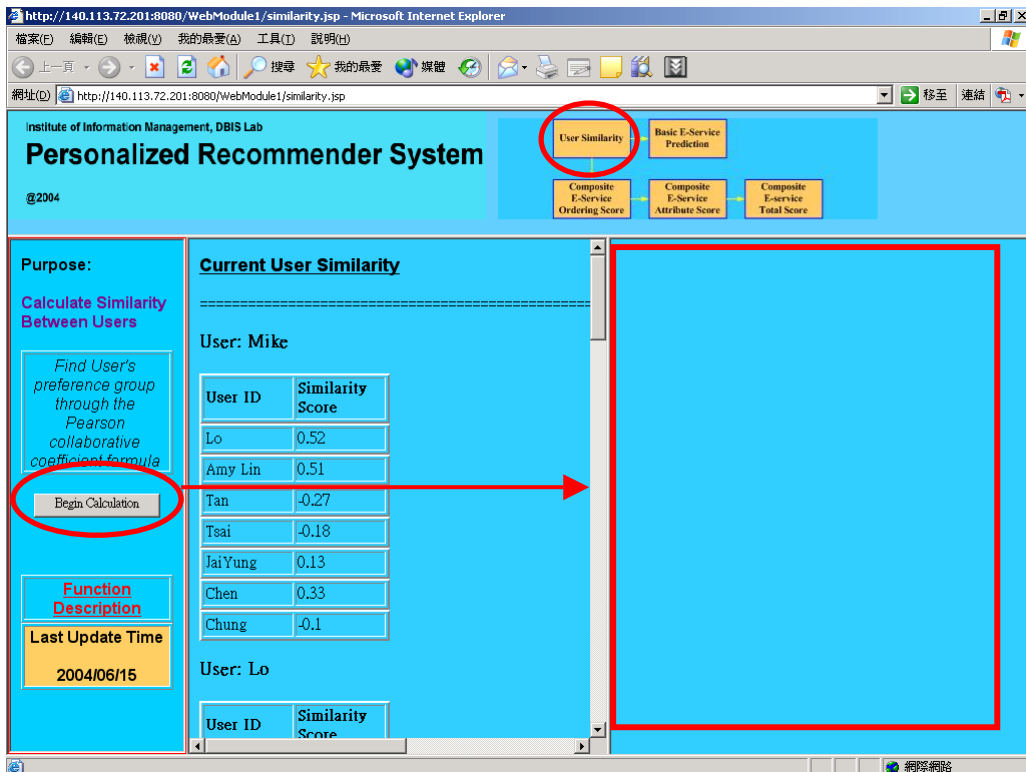 http://140.113.72.201:8080/WebModule1/similarity.jsp - Microsoft Internet Explorer
檔案(F) 編輯(E) 檢視(V) 我的最愛(A) 工具(T) 說明(H)
上一頁 搜尋 我的最愛 媒體
網址(D) http://140.113.72.201:8080/WebModule1/similarity.jsp 移至 連結
Institute of Information Management, DBIS Lab
Personalized Recommender System
@2004
User Similarity
Basic E-Service
Prediction
Composite
E-Service
Ordering Score
Composite
E-Service
Attribute Score
Composite
E-service
Total Score
Purpose:
Calculate Similarity
Between Users
Find User's
preference group
through the
Pearson
collaborative
coefficient formula
Begin Calculation
Function
Description
Last Update Time
2004/06/15
Current User Similarity
==================================================
User: Mike
User ID Similarity
Score
Lo 0.52
Amy Lin 0.51
Tan -0.27
Tsai -0.18
JaiYung 0.13
Chen 0.33
Chung -0.1
User: Lo
User ID Similarity
Score
網際網路